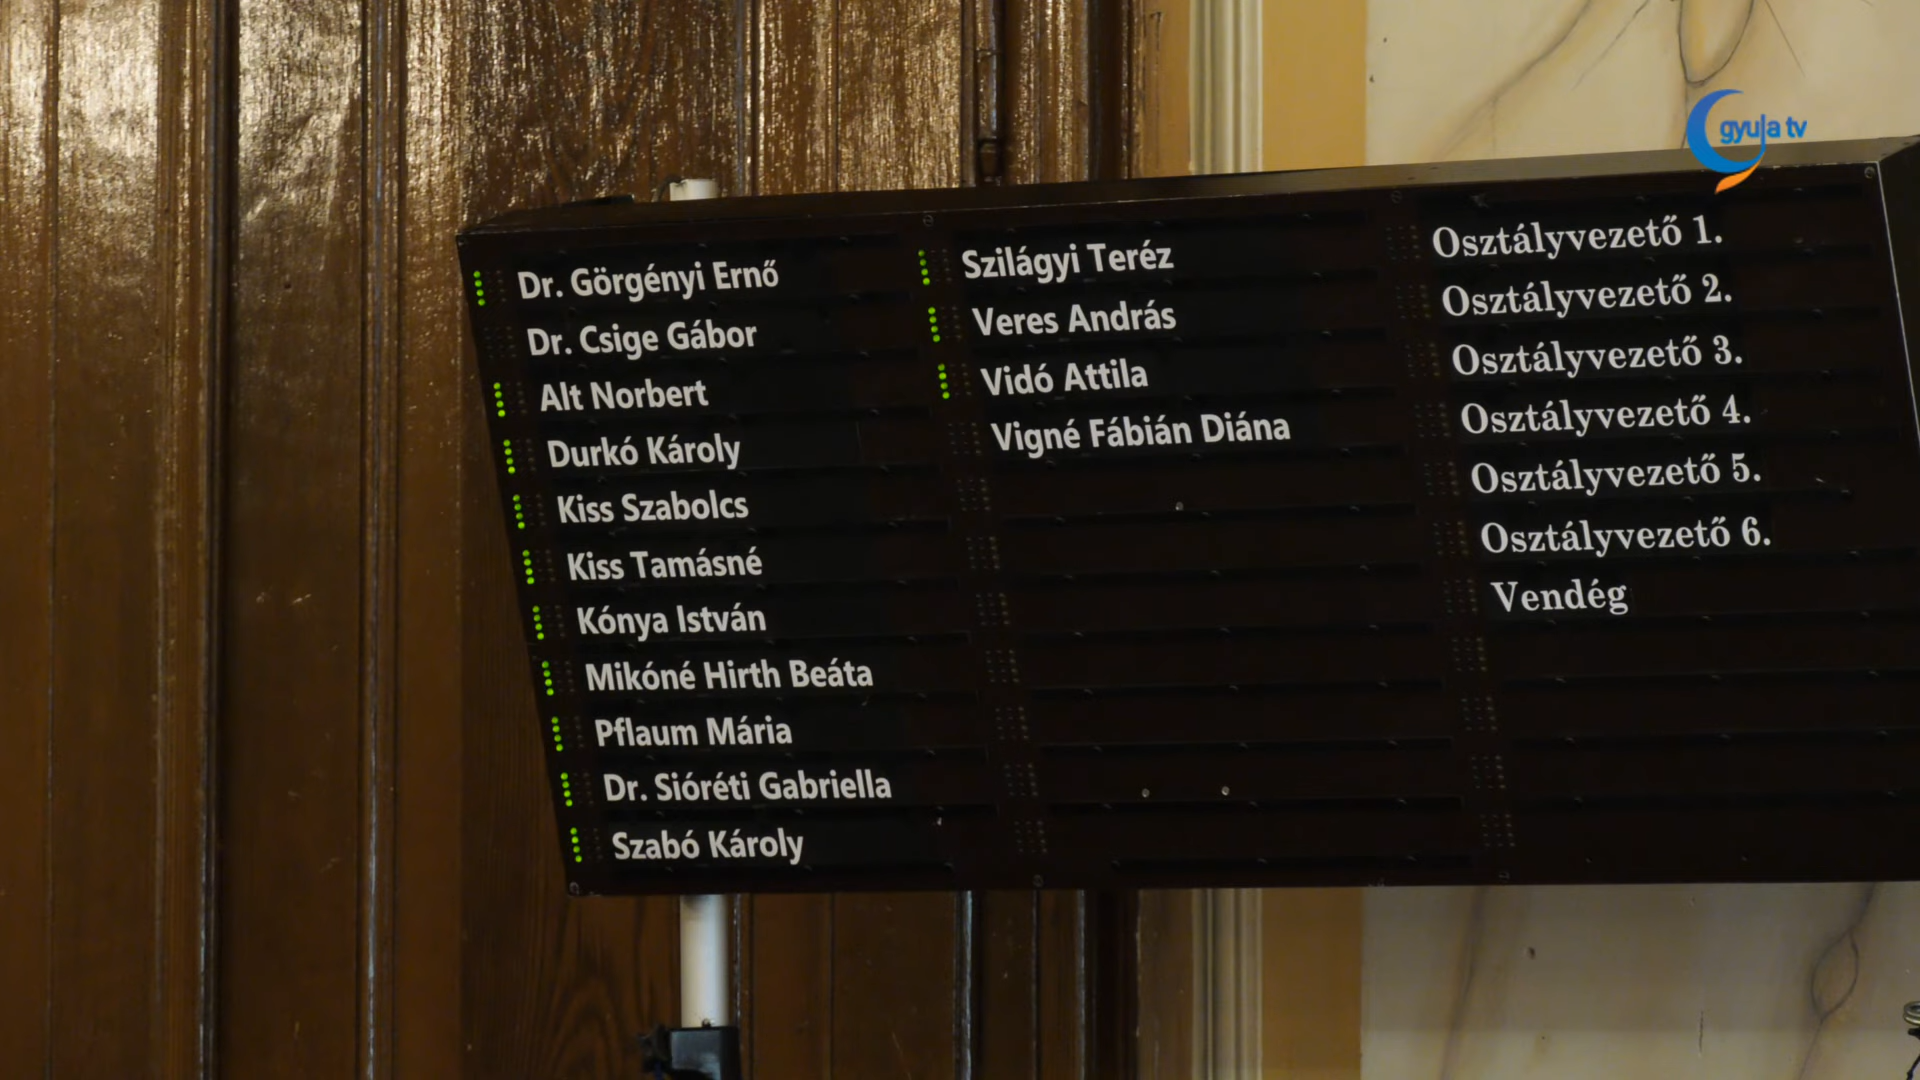 gyula tv
Dr. Görgényi Ernő
Dr. Csige Gábor
Alt Norbert
Durkó Károly
Kiss Szabolcs
Kiss Tamásné
Kónya István
Mikóné Hirth Beáta
Pflaum Mária
Dr. Sióréti Gabriella
Szabó Károly
Szilágyi Teréz
Veres András
Vidó Attila
Vigné Fábián Diána
Osztályvezető 1.
Osztályvezető 2.
Osztályvezető 3.
Osztályvezető 4.
Osztályvezető 5.
Osztályvezető 6.
Vendég